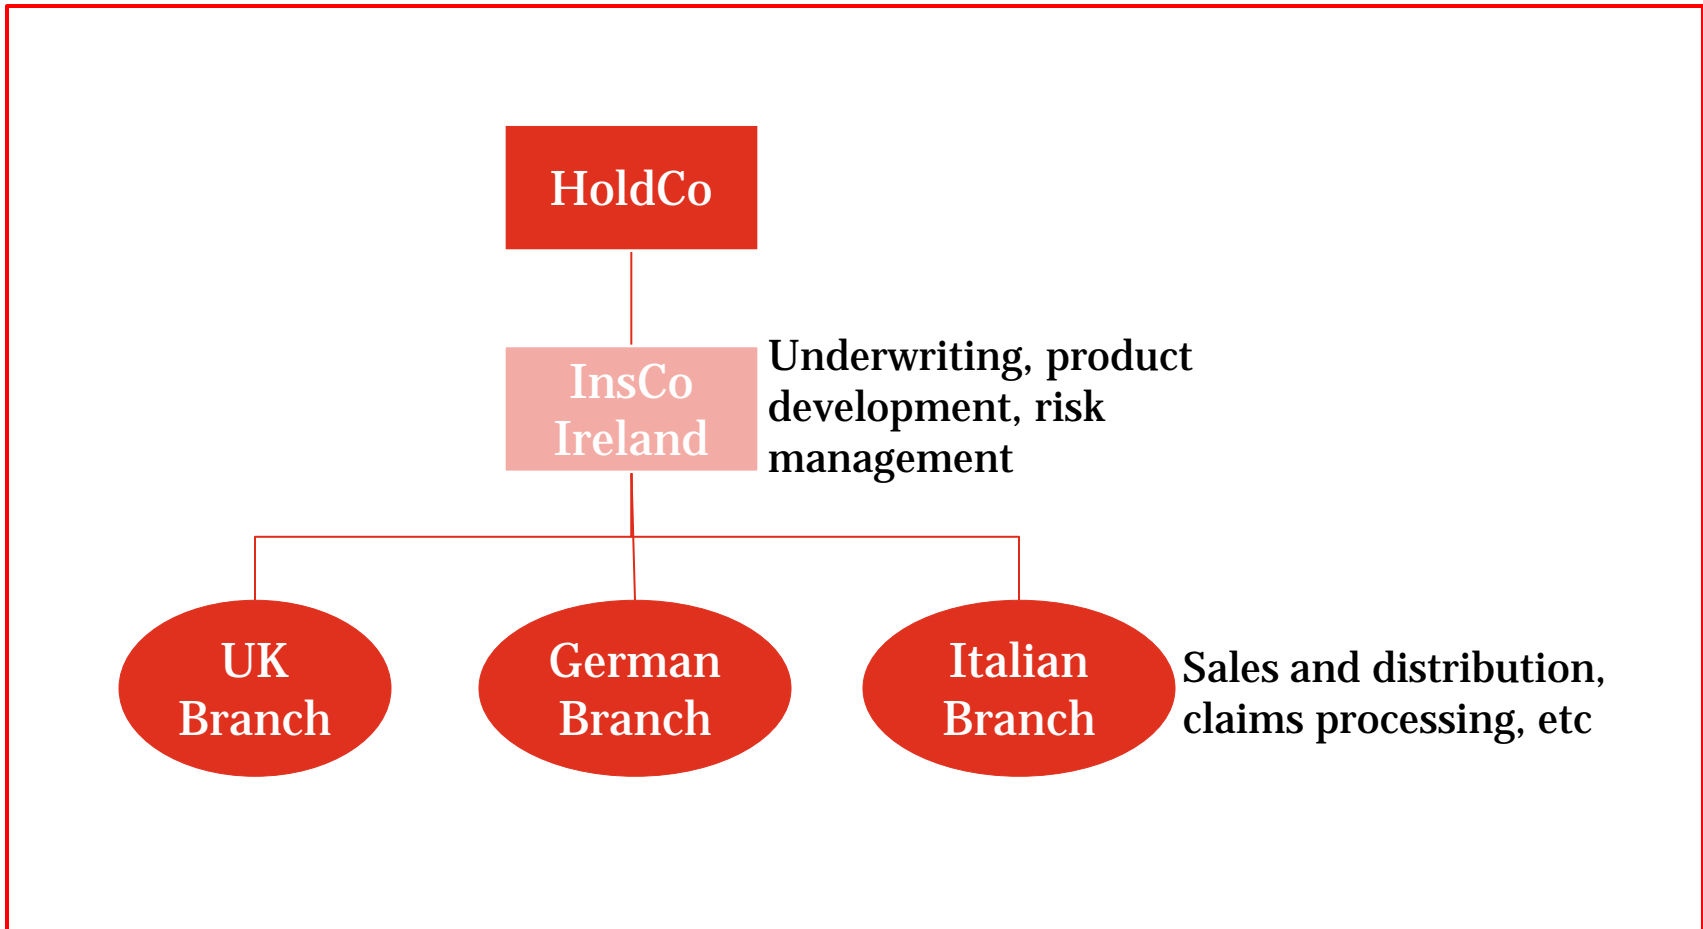 HoldCo
InsCo
Ireland
Underwriting, product
development, risk
management
UK
Branch
German
Branch
Italian
Branch
Sales and distribution,
claims processing, etc